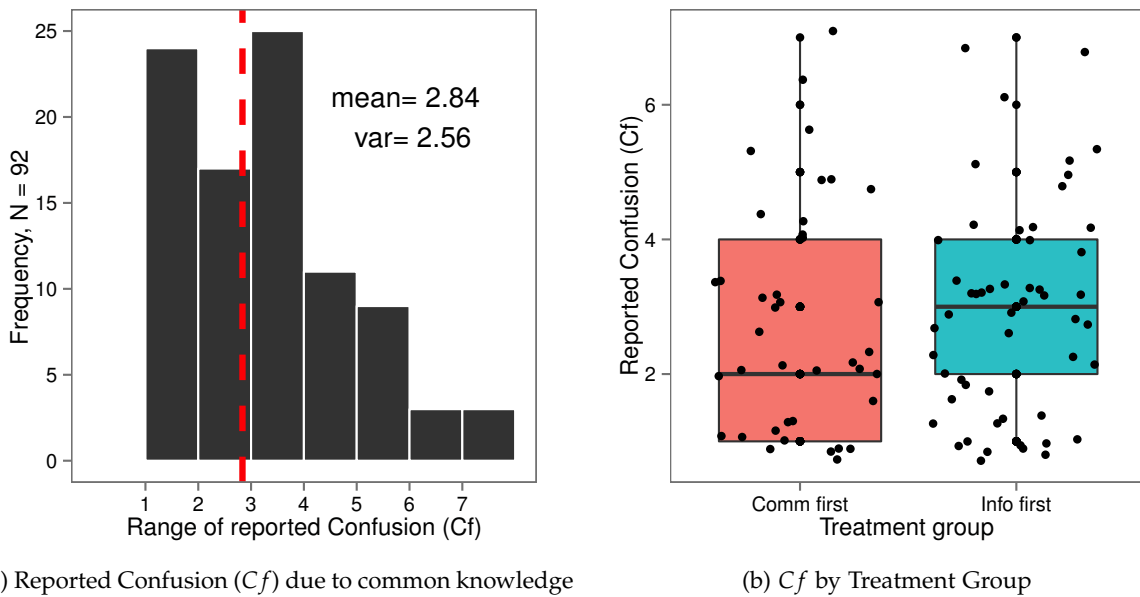 25
20
15
10
5
0
Frequency, N = 92
mean= 2.84
var= 2.56
1 2 3 4 5 6 7
Range of reported Confusion (Cf)
) Reported Confusion (Cf) due to common knowledge
6
4
2
Reported Confusion (Cf)
Comm first Info first
Treatment group
(b) Cf by Treatment Group